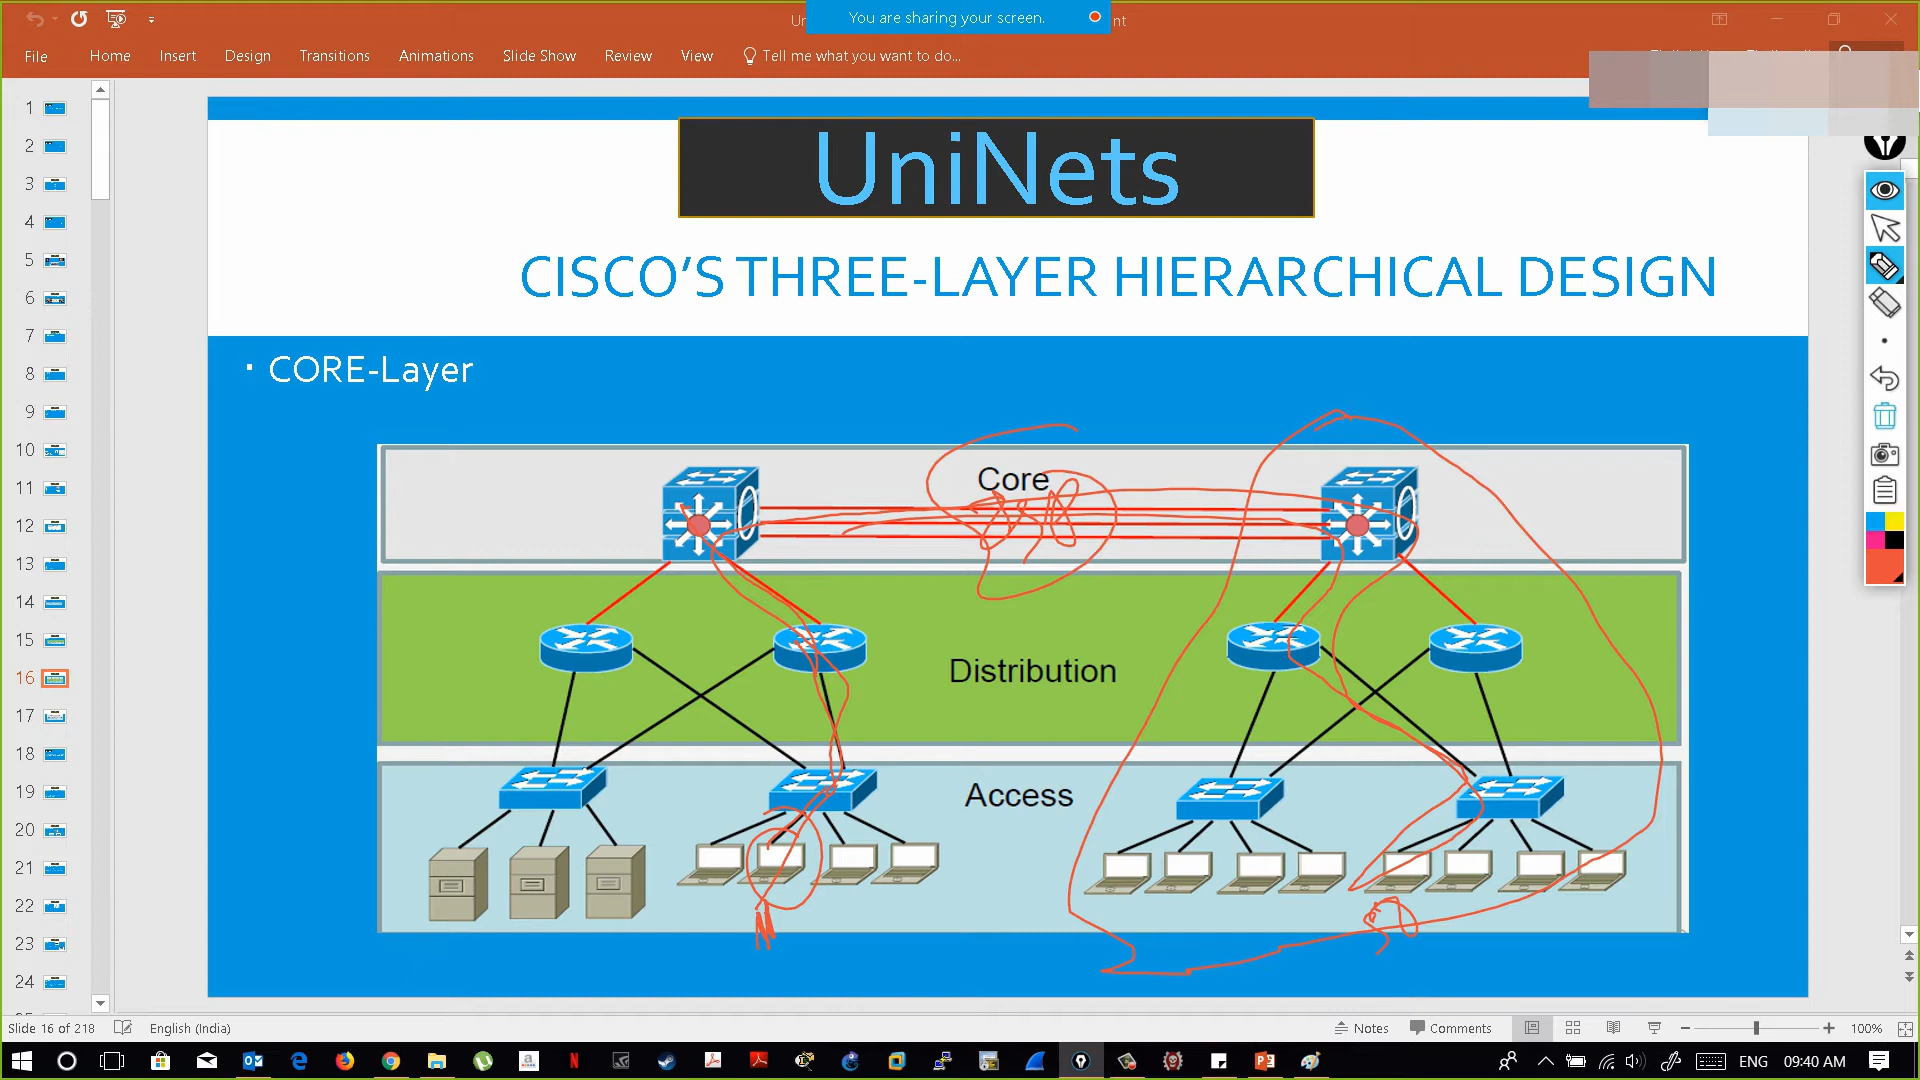 Un
You are sharing your screen.
nt
File
Home
Insert
Design
Transitions
Animations
Slide Show
Review
View
Tell me what you want to do...
1
2
3
4
5
6
7
8
9
10
11
12
13
14
15
16
17
18
19
20
21
22
23
24
UniNets
CISCO'S THREE-LAYER HIERARCHICAL DESIGN
▪ CORE-Layer
Core
Distribution
Access
Slide 16 of 218
English (India)
Notes
Comments
100%
ENG
09:40 AM